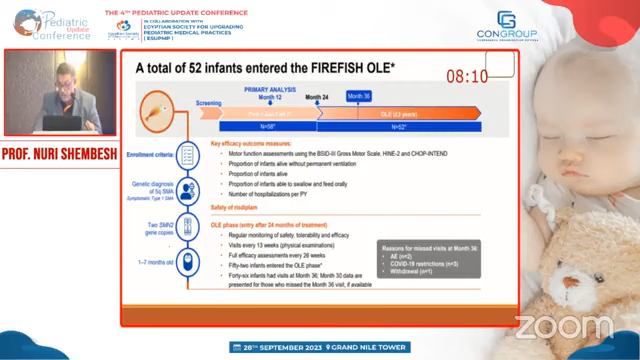 Pediatric
Update
Conference
THE 4TH PEDIATRIC UPDATE CONFERENCE
IN COLLABORATION WITH
EGYPTIAN SOCIETY FOR UPGRADING
PEDIATRIC MEDICAL PRACTICES
(ESUPMP)
CONGROUP
A total of 52 infants entered the FIREFISH OLE*
08:10
PRIMARY ANALYSIS
Month 12
Month 24
Month 36
Screening
OLE (≥3 years)
N=58*
N=52*
Enrollment criteria:
Genetic diagnosis
of 5q SMA
Symptomatic Type 1 SMA
Two SMN2
gene copies
1–7 months old
Key efficacy outcome measures:
• Motor function assessments using the BSID-III Gross Motor Scale, HINE-2 and CHOP-INTEND
• Proportion of infants alive without permanent ventilation
• Proportion of infants alive
• Proportion of infants able to swallow and feed orally
• Number of hospitalizations per PY
Safety of risdiplam
OLE phase (entry after 24 months of treatment)
• Regular monitoring of safety, tolerability and efficacy
• Visits every 13 weeks (physical examinations)
• Full efficacy assessments every 26 weeks
• Fifty-two infants entered the OLE phase*
• Forty-six infants had visits at Month 36; Month 30 data are
presented for those who missed the Month 36 visit, if available
Reasons for missed visits at Month 36:
• AE (n=2)
• COVID-19 restrictions (n=3)
• Withdrawal (n=1)
PROF. NURI SHEMBESH
zoom
28TH SEPTEMBER 2023 GRAND NILE TOWER